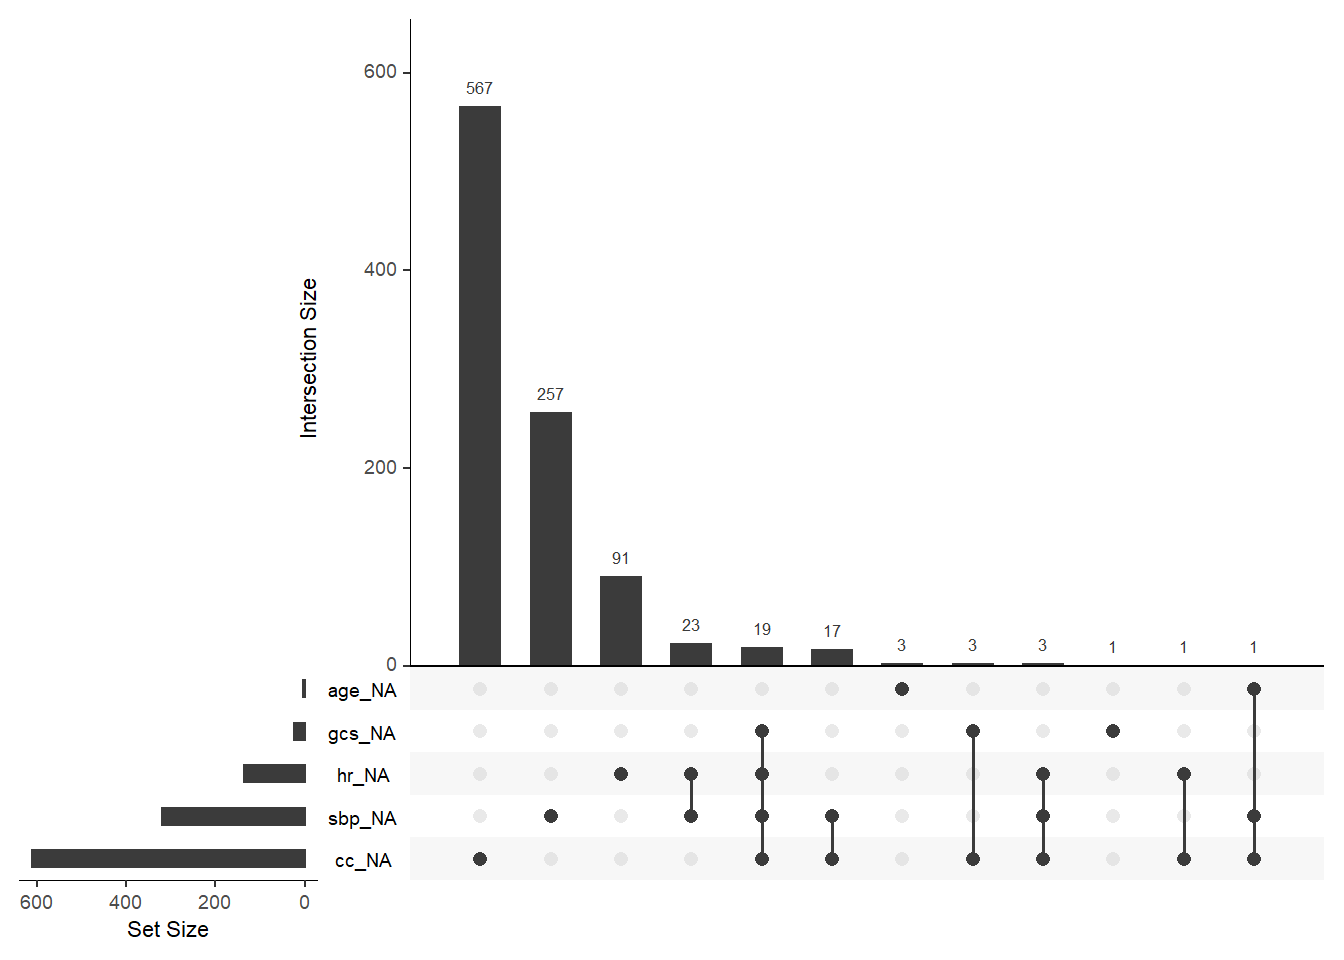 600
567
400
Intersection Size
257
200
91
23
19
17
3
3
3
1
1
1
0
age_NA
gcs_NA
hr_NA
sbp_NA
cc_NA
600 400 200 0
Set Size